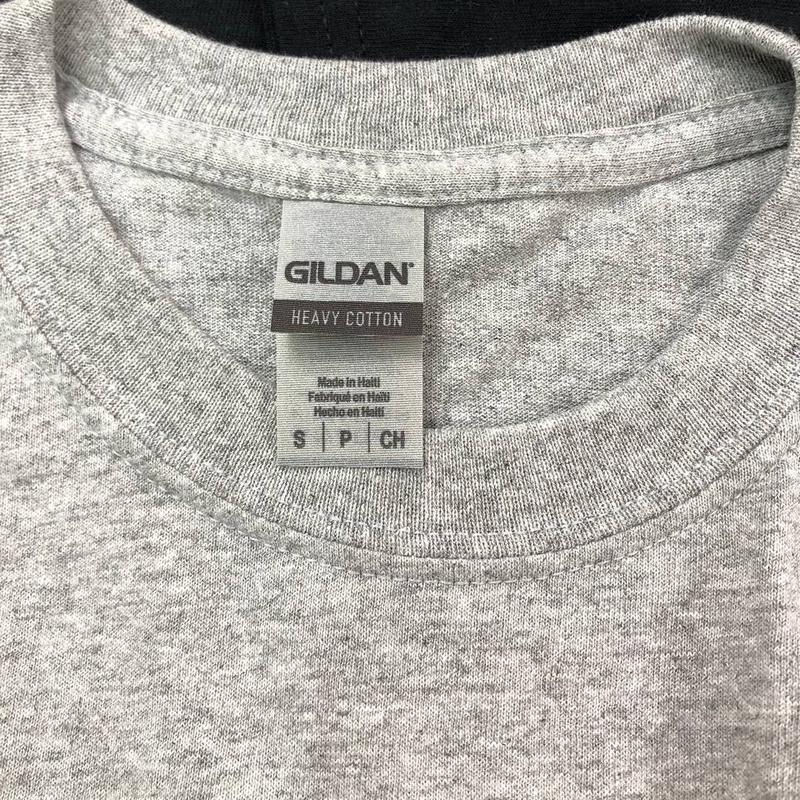 GILDAN®
HEAVY COTTON
Made in Haiti
Fabriqué en Haïti
Hecho en Haití
S | P | CH